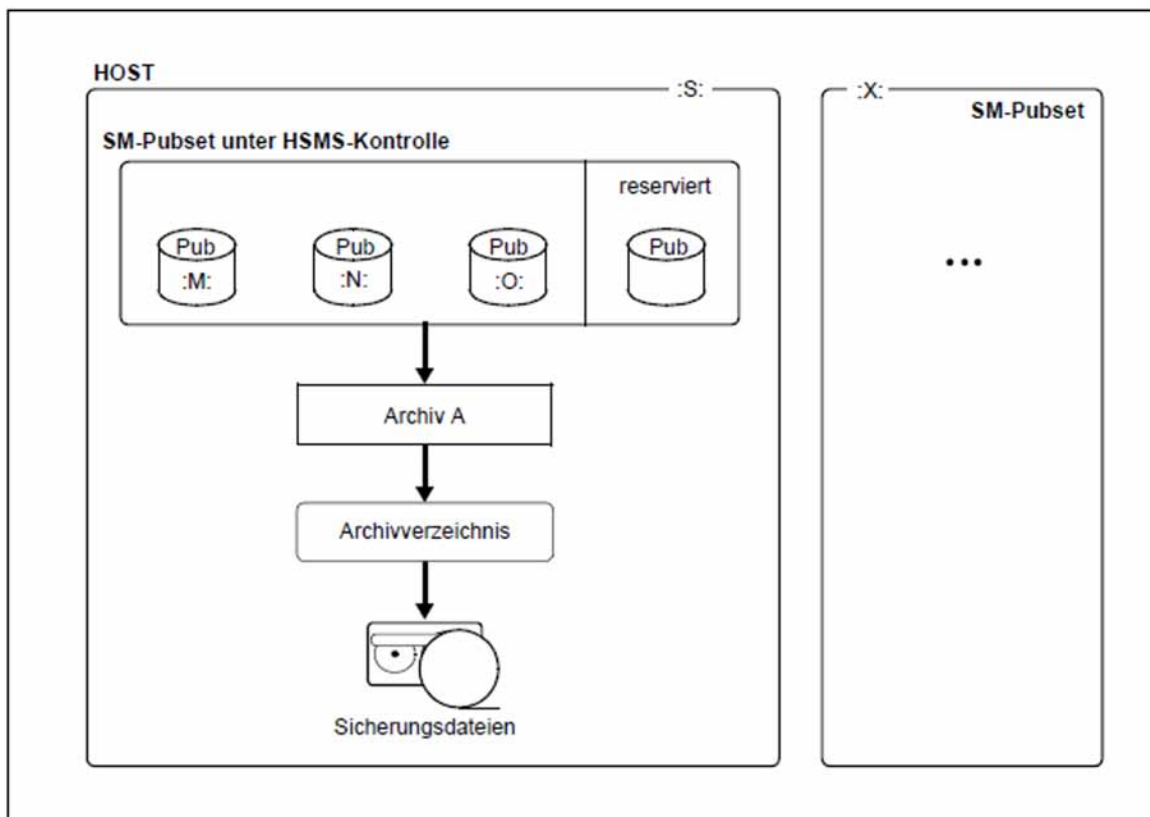 HOST
:S:
:X:
SM-Pubset
SM-Pubset unter HSMS-Kontrolle
reserviert
Pub
:M:
Pub
:N:
Pub
:O:
Pub
...
Archiv A
Archivverzeichnis
Sicherungsdateien